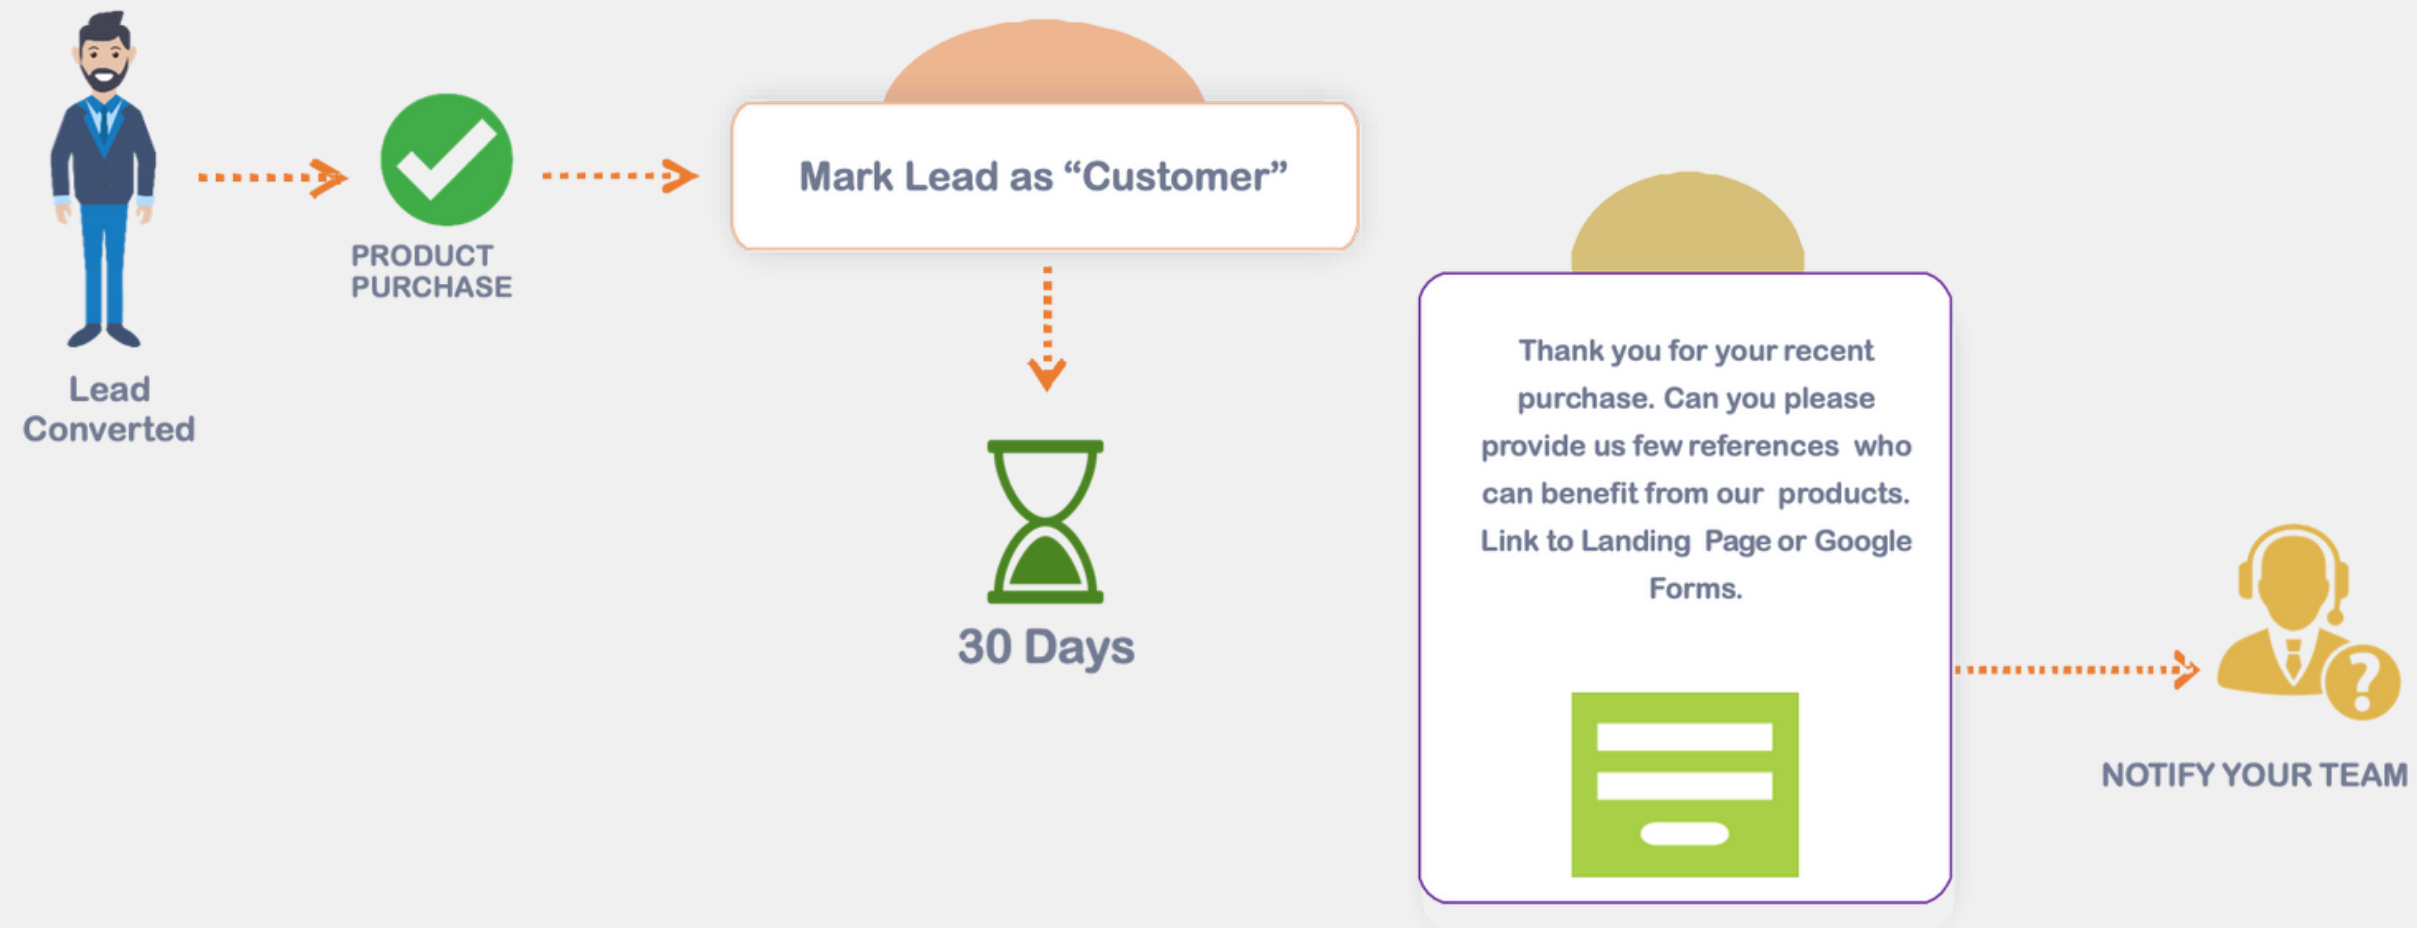 Lead
Converted
PRODUCT
PURCHASE
Mark Lead as “Customer”
30 Days
Thank you for your recent
purchase. Can you please
provide us few references who
can benefit from our products.
Link to Landing Page or Google
Forms.
NOTIFY YOUR TEAM